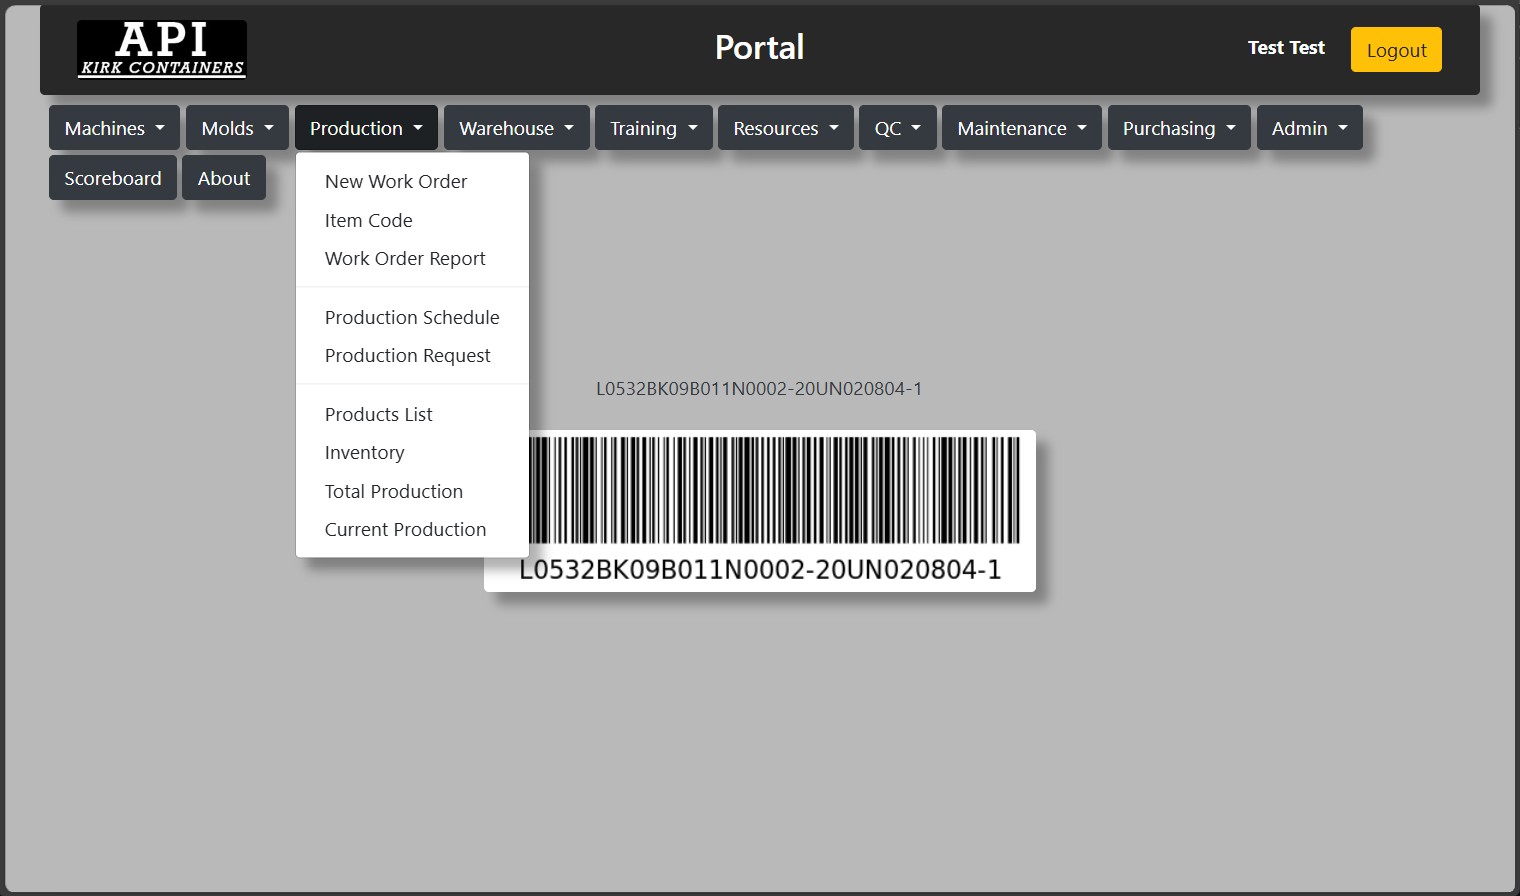 API
KIRK CONTAINERS
Portal
Test Test
Logout
Machines
Molds
Production
Warehouse
Training
Resources
QC
Maintenance
Purchasing
Admin
Scoreboard
About
New Work Order
Item Code
Work Order Report
Production Schedule
Production Request
Products List
Inventory
Total Production
Current Production
L0532BK09B011N0002-20UN020804-1
L0532BK09B011N0002-20UN020804-1